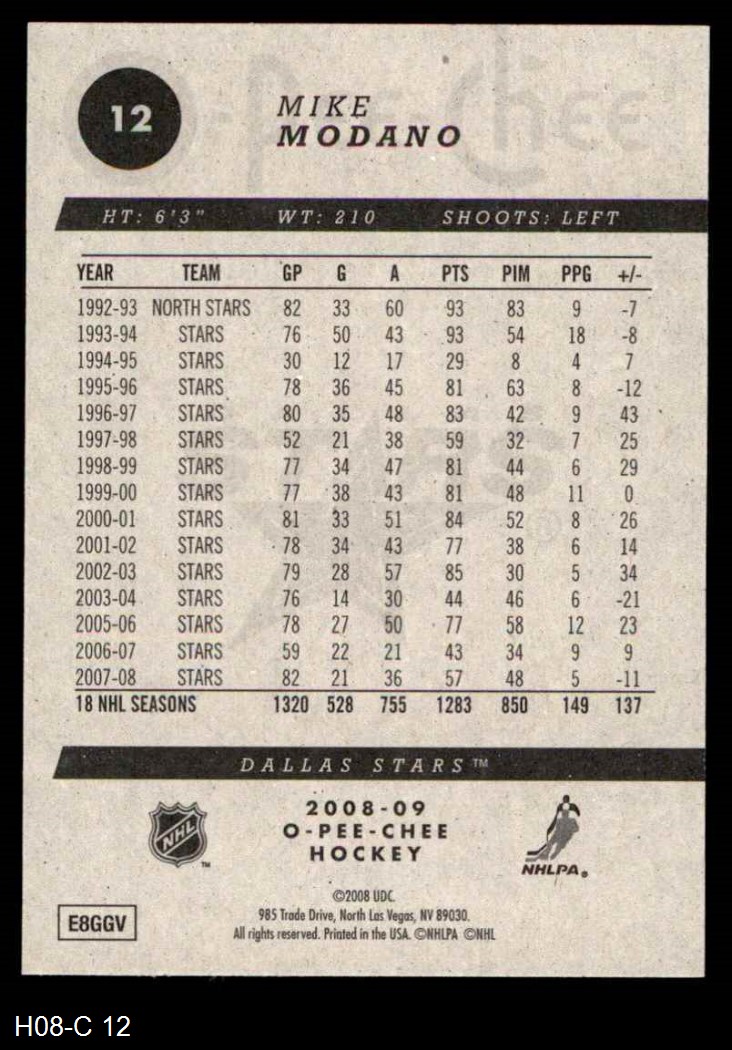 12
MIKE
MODANO
HT: 6'3" WT: 210 SHOOTS: LEFT
YEAR TEAM GP G A PTS PIM PPG +/-
1992-93 NORTH STARS 82 33 60 93 83 9 -7
1993-94 STARS 76 50 43 93 54 18 -8
1994-95 STARS 30 12 17 29 8 4 7
1995-96 STARS 78 36 45 81 63 8 -12
1996-97 STARS 80 35 48 83 42 9 43
1997-98 STARS 52 21 38 59 32 7 25
1998-99 STARS 77 34 47 81 44 6 29
1999-00 STARS 77 38 43 81 48 11 0
2000-01 STARS 81 33 51 84 52 8 26
2001-02 STARS 78 34 43 77 38 6 14
2002-03 STARS 79 28 57 85 30 5 34
2003-04 STARS 76 14 30 44 46 6 -21
2005-06 STARS 78 27 50 77 58 12 23
2006-07 STARS 59 22 21 43 34 9 9
2007-08 STARS 82 21 36 57 48 5 -11
18 NHL SEASONS 1320 528 755 1283 850 149 137
DALLAS STARS™
NHL ™
2008-09
O-PEE-CHEE
HOCKEY
NHLPA®
©2008 UDC.
985 Trade Drive, North Las Vegas, NV 89030.
All rights reserved. Printed in the USA. ©NHLPA ©NHL
E8GGV
H08-C 12